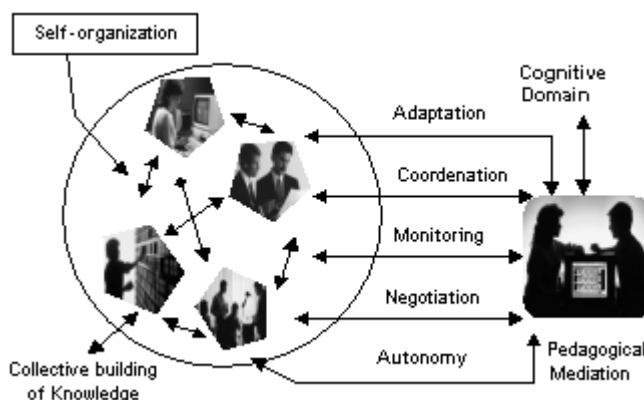 Self-organization
Cognitive
Domain
Adaptation
Coordenation
Monitoring
Negotiation
Autonomy
Pedagogical
Mediation
Collective building
of Knowledge